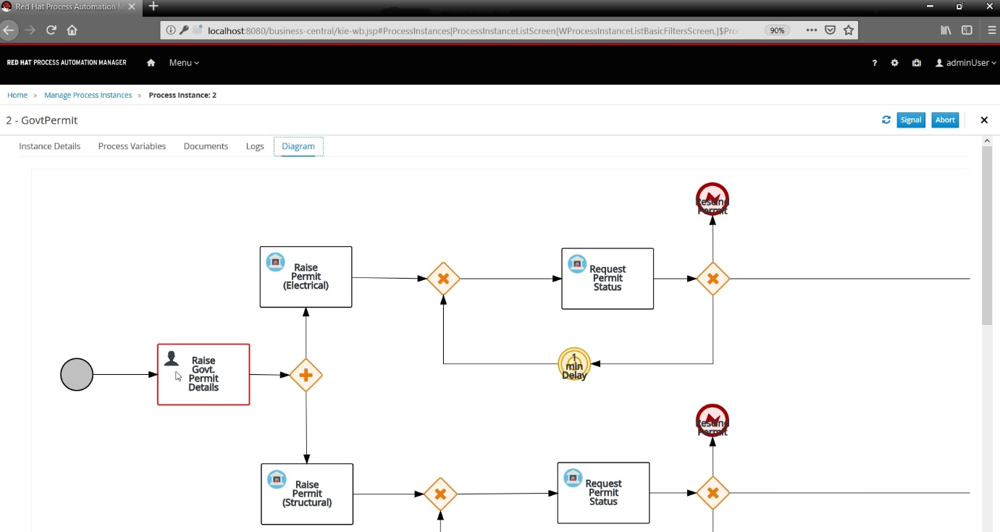 Red Hat Process Automation M
localhost:8080/business-central/kie-wb.jsp#ProcessInstances|ProcessInstanceListScreen[WProcessInstanceListBasicFiltersScreen,]$Proc
90%
RED HAT PROCESS AUTOMATION MANAGER
Menu
?
adminUser
Home » Manage Process Instances » Process Instance: 2
2 - GovtPermit
Signal
Abort
Instance Details
Process Variables
Documents
Logs
Diagram
Permit
Raise
Permit
(Electrical)
Request
Permit
Status
Raise
Govt.
Permit
Details
1
min
Delay
Permit
Raise
Permit
(Structural)
Request
Permit
Status